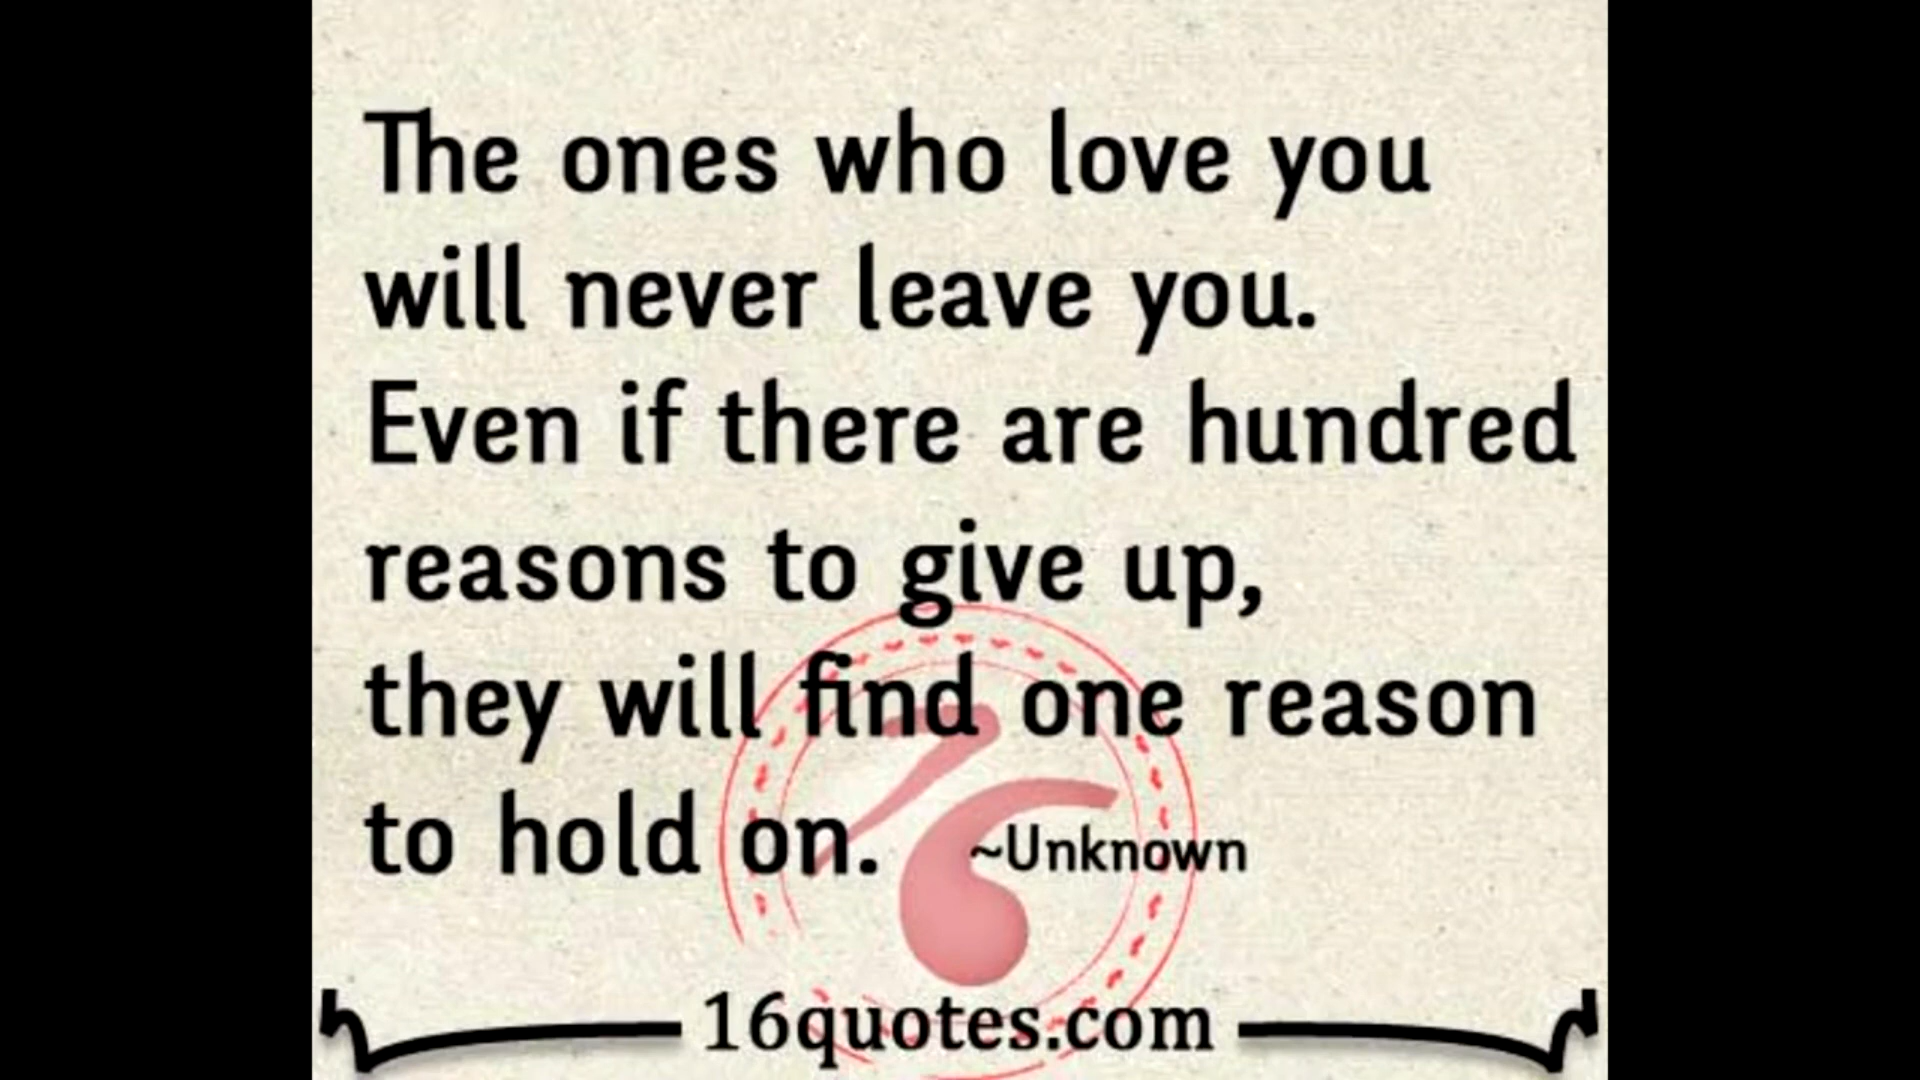 The ones who love you
will never leave you.
Even if there are hundred
reasons to give up,
they will find one reason
to hold on. ~Unknown
16quotes.com